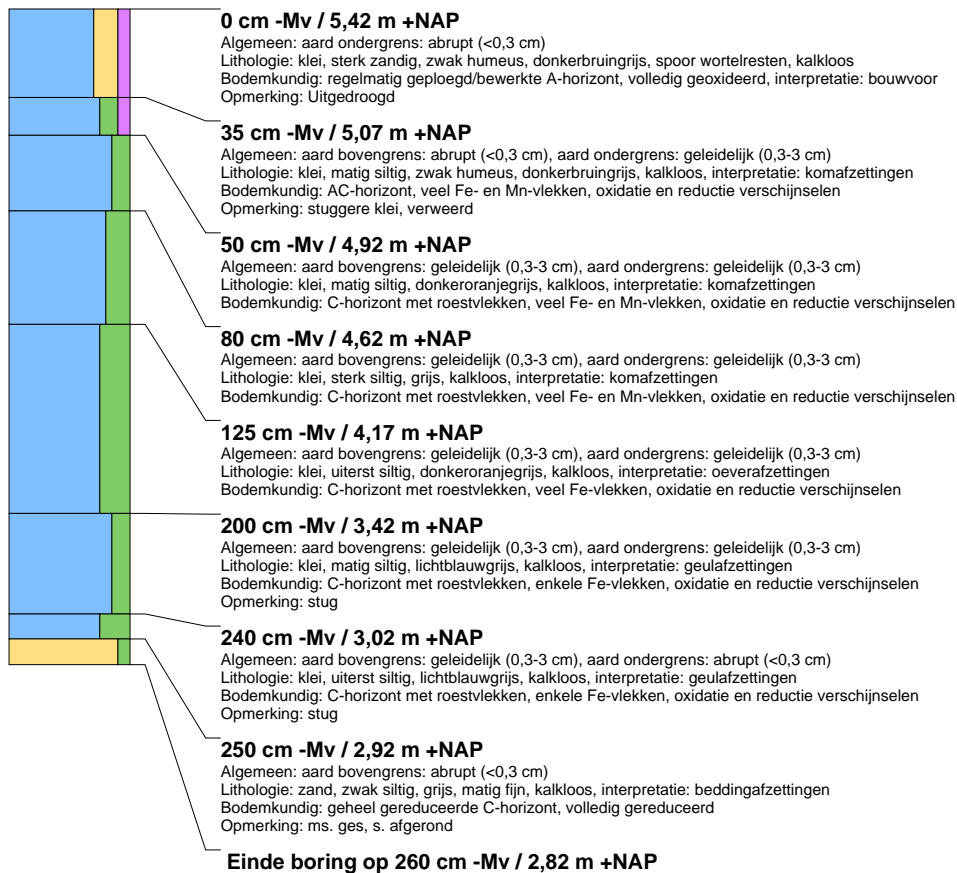 0 cm -Mv / 5,42 m +NAP
Algemeen: aard ondergrens: abrupt (<0,3 cm)
Lithologie: klei, sterk zandig, zwak humeus, donkerbruingrijs, spoor wortelresten, kalkloos
Bodemkundig: regelmatig geploegd/bewerkte A-horizont, volledig geoxideerd, interpretatie: bouwvoor
Opmerking: Uitgedroogd
35 cm -Mv / 5,07 m +NAP
Algemeen: aard bovengrens: abrupt (<0,3 cm), aard ondergrens: geleidelijk (0,3-3 cm)
Lithologie: klei, matig siltig, zwak humeus, donkerbruingrijs, kalkloos, interpretatie: komafzettingen
Bodemkundig: AC-horizont, veel Fe- en Mn-vlekken, oxidatie en reductie verschijnselen
Opmerking: stuggere klei, verweerd
50 cm -Mv / 4,92 m +NAP
Algemeen: aard bovengrens: geleidelijk (0,3-3 cm), aard ondergrens: geleidelijk (0,3-3 cm)
Lithologie: klei, matig siltig, donkeroranjegrijs, kalkloos, interpretatie: komafzettingen
Bodemkundig: C-horizont met roestvlekken, veel Fe- en Mn-vlekken, oxidatie en reductie verschijnselen
80 cm -Mv / 4,62 m +NAP
Algemeen: aard bovengrens: geleidelijk (0,3-3 cm), aard ondergrens: geleidelijk (0,3-3 cm)
Lithologie: klei, sterk siltig, grijs, kalkloos, interpretatie: komafzettingen
Bodemkundig: C-horizont met roestvlekken, veel Fe- en Mn-vlekken, oxidatie en reductie verschijnselen
125 cm -Mv / 4,17 m +NAP
Algemeen: aard bovengrens: geleidelijk (0,3-3 cm), aard ondergrens: geleidelijk (0,3-3 cm)
Lithologie: klei, uiterst siltig, donkeroranjegrijs, kalkloos, interpretatie: oeverafzettingen
Bodemkundig: C-horizont met roestvlekken, veel Fe-vlekken, oxidatie en reductie verschijnselen
200 cm -Mv / 3,42 m +NAP
Algemeen: aard bovengrens: geleidelijk (0,3-3 cm), aard ondergrens: geleidelijk (0,3-3 cm)
Lithologie: klei, matig siltig, lichtblauwgrijs, kalkloos, interpretatie: geulafzettingen
Bodemkundig: C-horizont met roestvlekken, enkele Fe-vlekken, oxidatie en reductie verschijnselen
Opmerking: stug
240 cm -Mv / 3,02 m +NAP
Algemeen: aard bovengrens: geleidelijk (0,3-3 cm), aard ondergrens: abrupt (<0,3 cm)
Lithologie: klei, uiterst siltig, lichtblauwgrijs, kalkloos, interpretatie: geulafzettingen
Bodemkundig: C-horizont met roestvlekken, enkele Fe-vlekken, oxidatie en reductie verschijnselen
Opmerking: stug
250 cm -Mv / 2,92 m +NAP
Algemeen: aard bovengrens: abrupt (<0,3 cm)
Lithologie: zand, zwak siltig, grijs, matig fijn, kalkloos, interpretatie: beddingafzettingen
Bodemkundig: geheel gereduceerde C-horizont, volledig gereduceerd
Opmerking: ms. ges, s. afgerond
Einde boring op 260 cm -Mv / 2,82 m +NAP